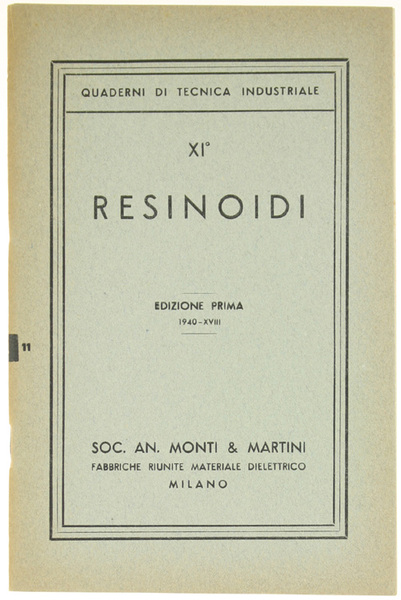 QUADERNI DI TECNICA INDUSTRIALE
XIª
RESINOIDI
EDIZIONE PRIMA
1940-XVIII
11
SOC. AN. MONTI & MARTINI
FABBRICHE RIUNITE MATERIALE DIELETTRICO
MILANO